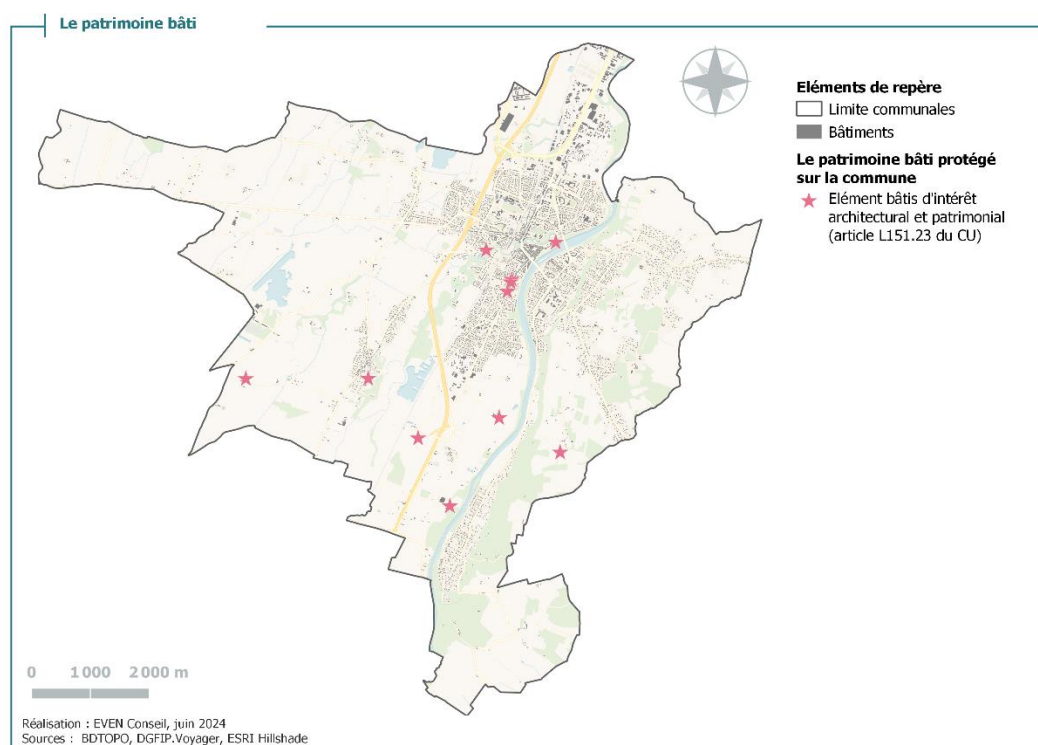 Le patrimoine bâti
Eléments de repère
Limite communales
Bâtiments
Le patrimoine bâti protégé
sur la commune
Elément bâtis d'intérêt
architectural et patrimonial
(article L151.23 du CU)
0 1 000 2 000 m
Réalisation : EVEN Conseil, juin 2024
Sources : BDTOPO, DGFIP.Voyager, ESRI Hillshade